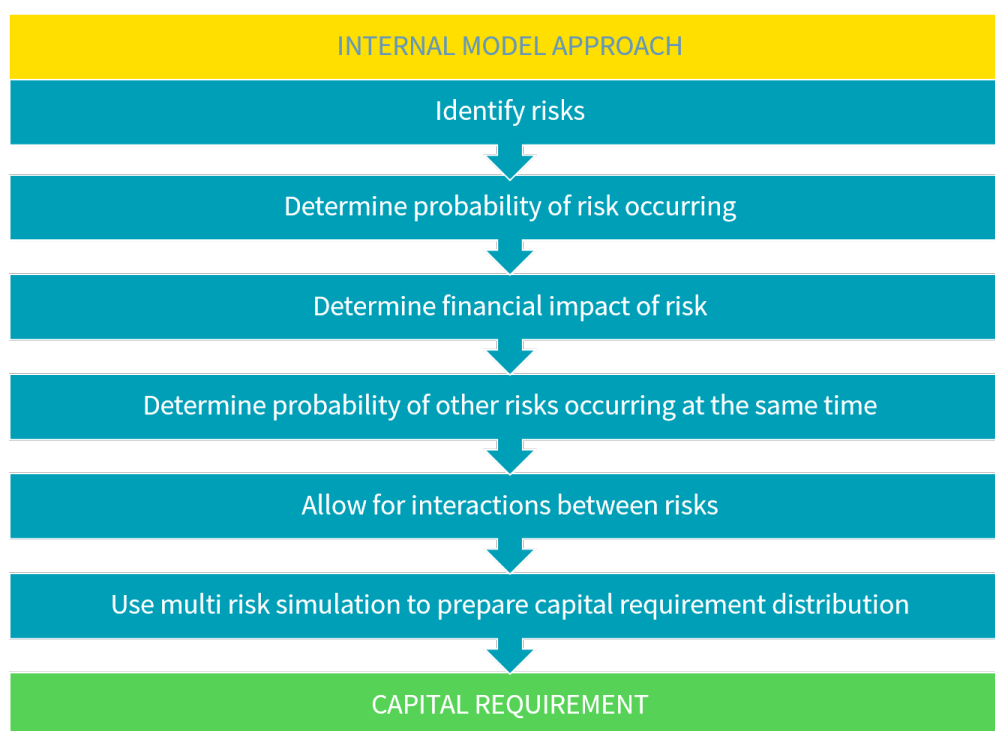 INTERNAL MODEL APPROACH
Identify risks
Determine probability of risk occurring
Determine financial impact of risk
Determine probability of other risks occurring at the same time
Allow for interactions between risks
Use multi risk simulation to prepare capital requirement distribution
CAPITAL REQUIREMENT